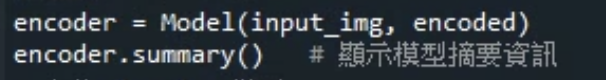 encoder = Model(input_img, encoded)
encoder.summary()   # 顯示模型摘要資訊